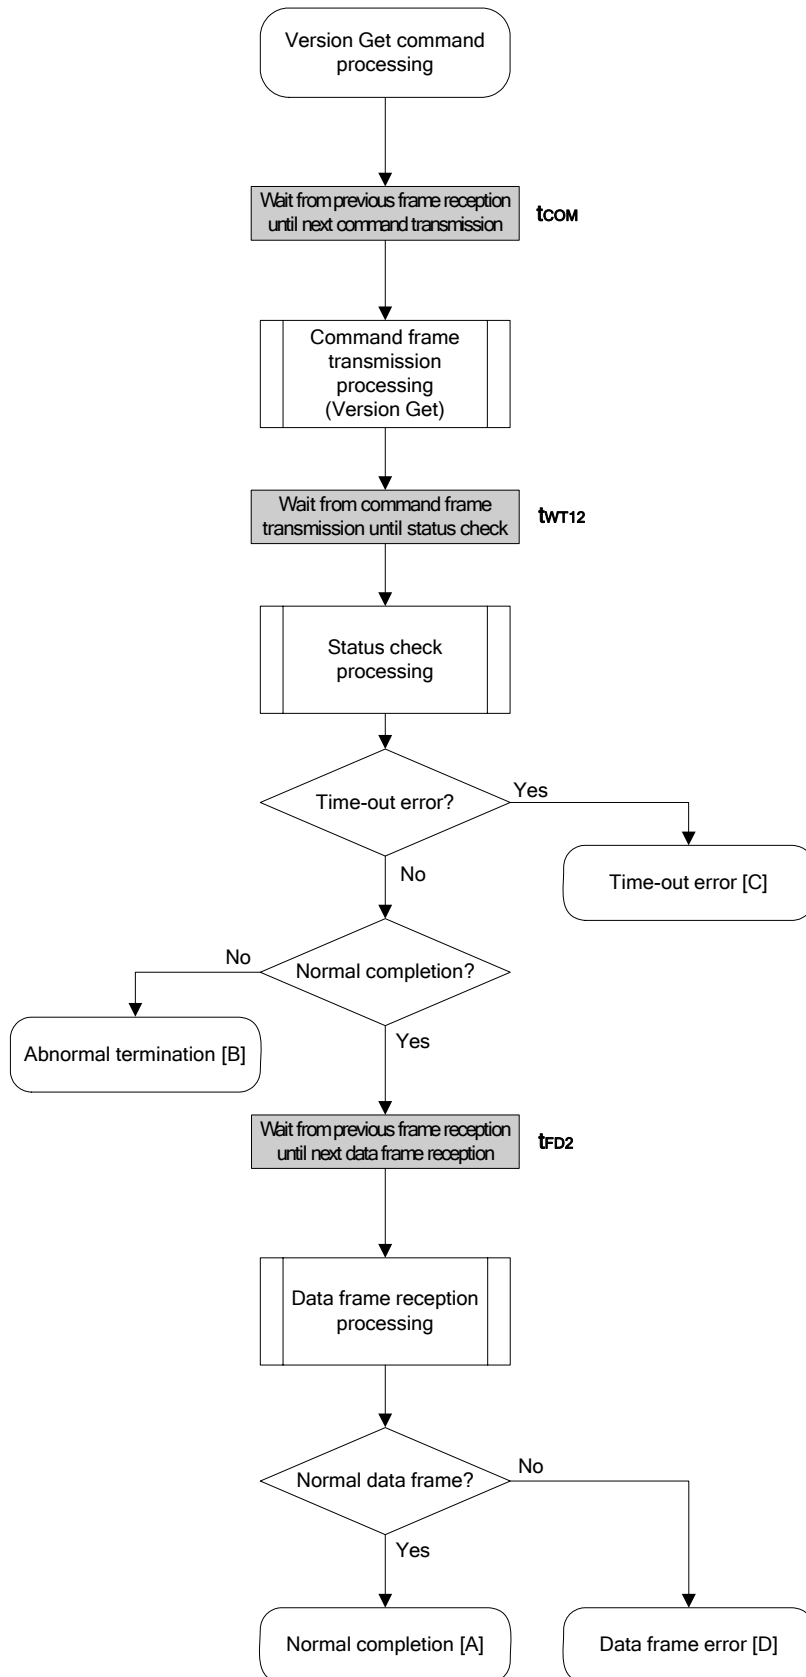 Version Get command
processing
Wait from previous frame reception
until next command transmission
tCOM
Command frame
transmission
processing
(Version Get)
Wait from command frame
transmission until status check
tWT12
Status check
processing
Time-out error?
Yes
Time-out error [C]
No
Normal completion?
No
Abnormal termination [B]
Yes
Wait from previous frame reception
until next data frame reception
tFD2
Data frame reception
processing
Normal data frame?
No
Yes
Normal completion [A]
Data frame error [D]